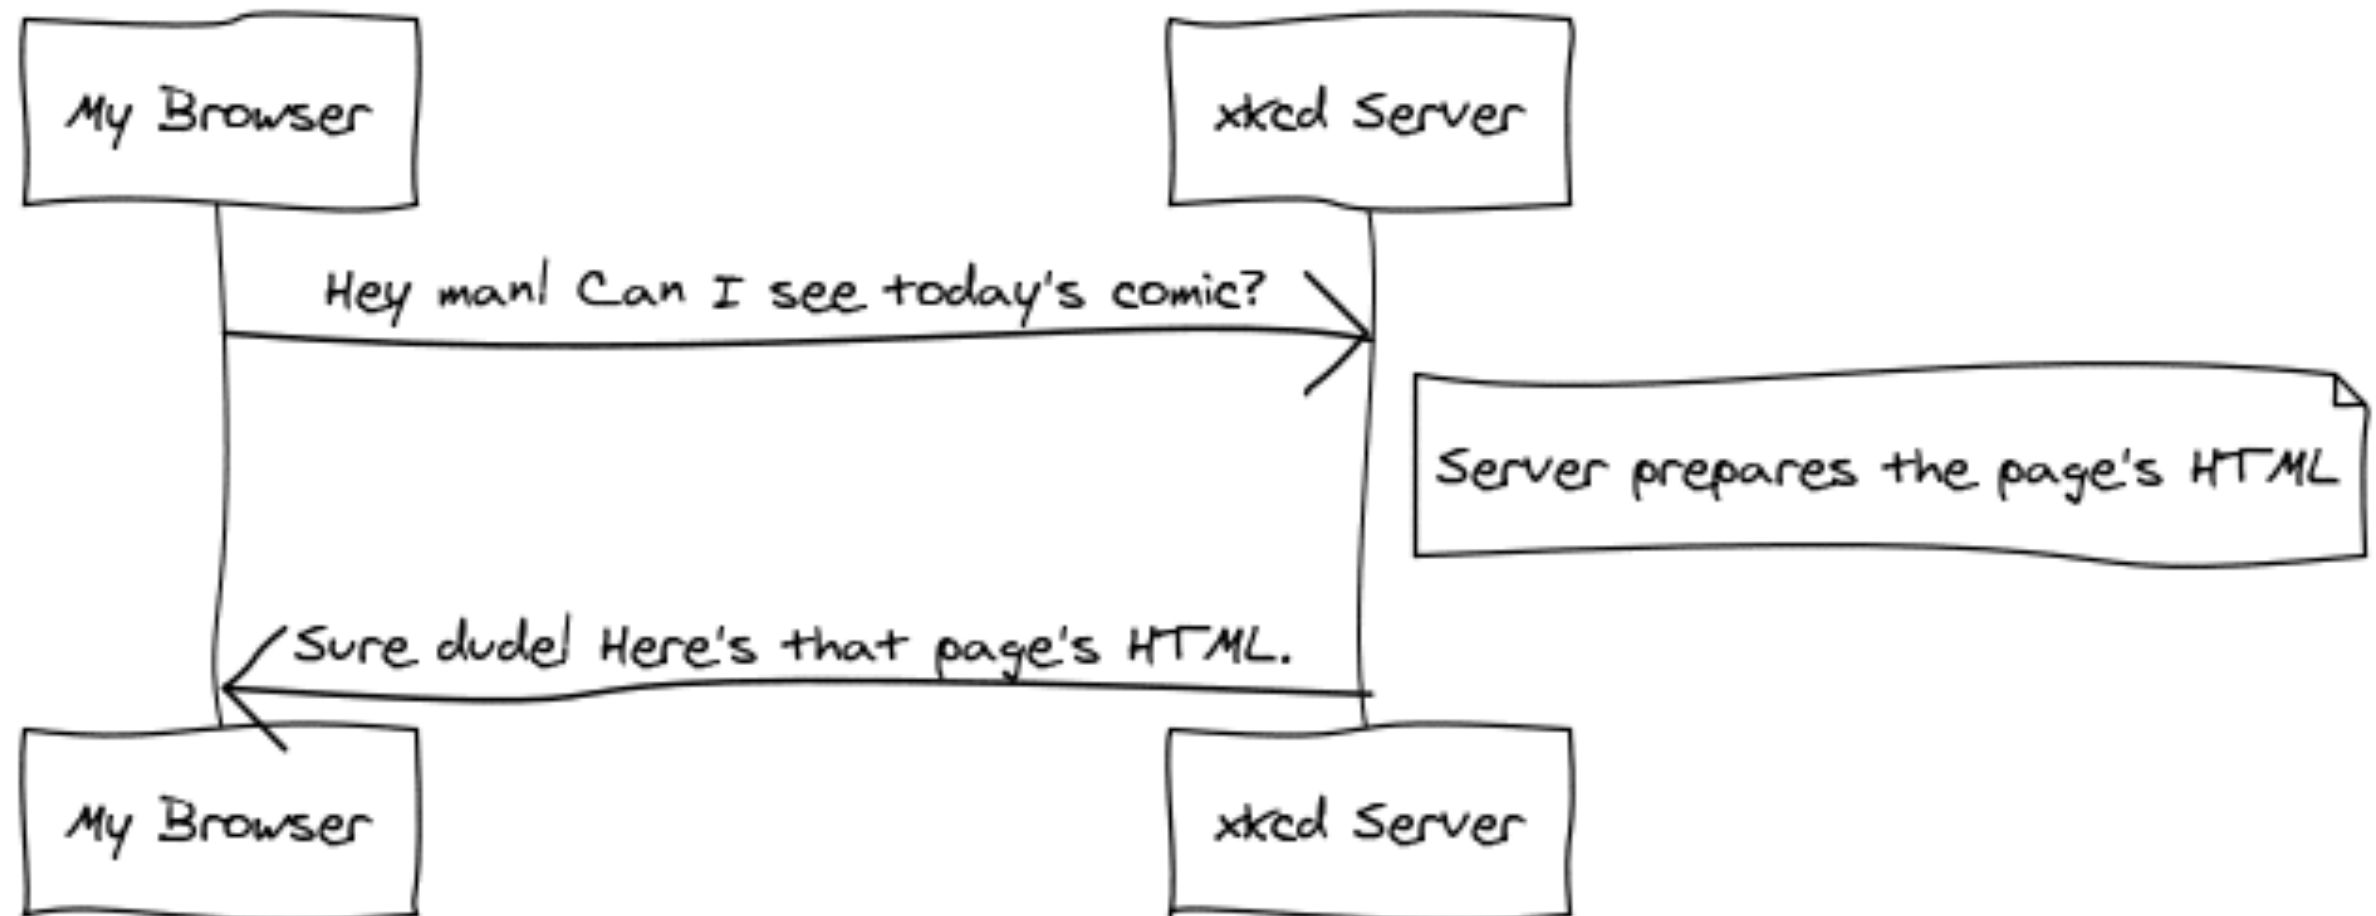 My Browser
xkcd Server
Hey man! Can I see today's comic?
Server prepares the page's HTML
Sure dude! Here's that page's HTML.
My Browser
xkcd Server